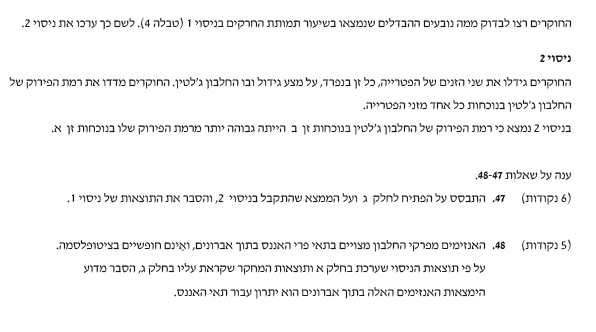 החוקרים רצו לבדוק ממה נובעים ההבדלים שנמצאו בשיעור תמותת החרקים בניסוי 1 (טבלה 4). לשם כך ערכו את ניסוי 2.
ניסוי 2
החוקרים גידלו את שני הזנים של הפטרייה, כל זן בנפרד, על מצע גידול ובו החלבון ג'לטין. החוקרים מדדו את רמת הפירוק של
החלבון ג'לטין בנוכחות כל אחד מזני הפטרייה.
בניסוי 2 נמצא כי רמת הפירוק של החלבון ג'לטין בנוכחות זן ב הייתה גבוהה יותר מרמת הפירוק שלו בנוכחות זן א.
ענה על שאלות 48-47.
(6 נקודות) 47. התבסס על הפתיח לחלק ג ועל הממצא שהתקבל בניסוי 2, והסבר את התוצאות של ניסוי 1.
(5 נקודות) 48. האנזימים מפרקי החלבון מצויים בתאי פרי האננס בתוך אברונים, ואינם חופשיים בציטופלסמה.
על פי תוצאות הניסוי שערכת בחלק א ותוצאות המחקר שקראת עליו בחלק ג, הסבר מדוע
הימצאות האנזימים האלה בתוך אברונים הוא יתרון עבור תאי האננס.